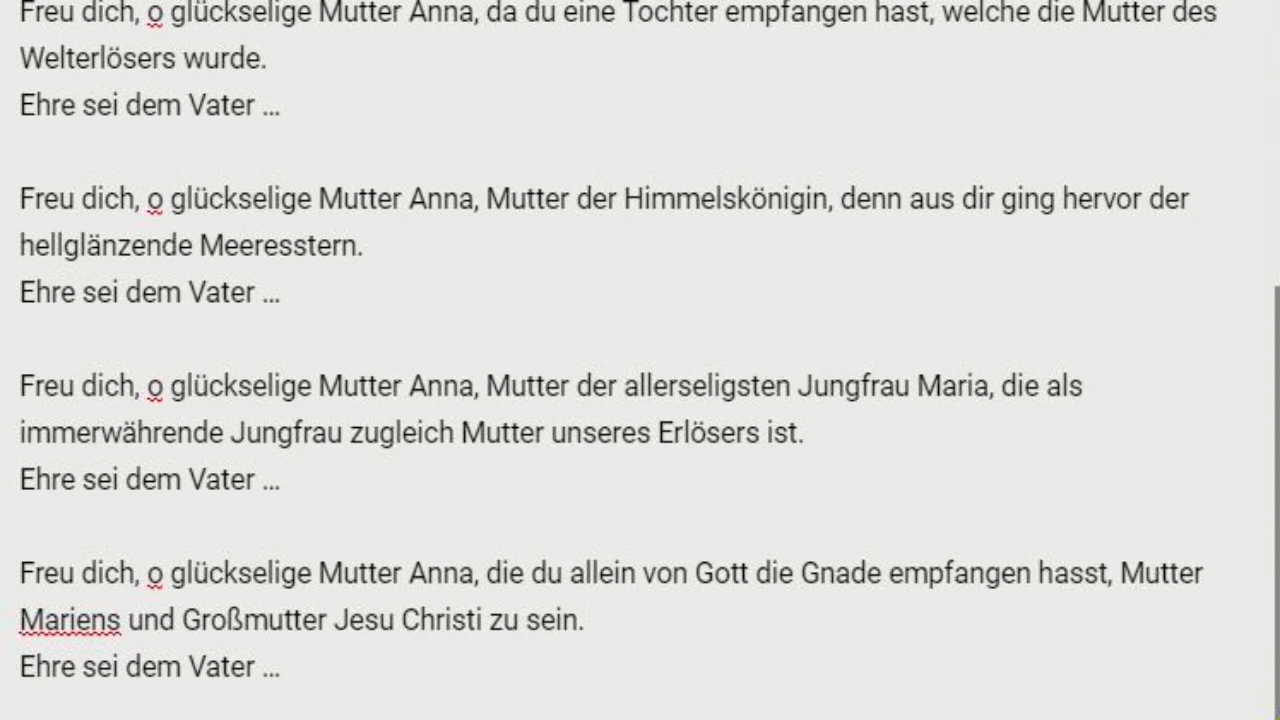 Freu dich, o glückselige Mutter Anna, da du eine Tochter empfangen hast, welche die Mutter des
Welterlösers wurde.
Ehre sei dem Vater ...
Freu dich, o glückselige Mutter Anna, Mutter der Himmelskönigin, denn aus dir ging hervor der
hellglänzende Meeresstern.
Ehre sei dem Vater ...
Freu dich, o glückselige Mutter Anna, Mutter der allerseligsten Jungfrau Maria, die als
immerwährende Jungfrau zugleich Mutter unseres Erlösers ist.
Ehre sei dem Vater ...
Freu dich, o glückselige Mutter Anna, die du allein von Gott die Gnade empfangen hasst, Mutter
Mariens und Großmutter Jesu Christi zu sein.
Ehre sei dem Vater ...